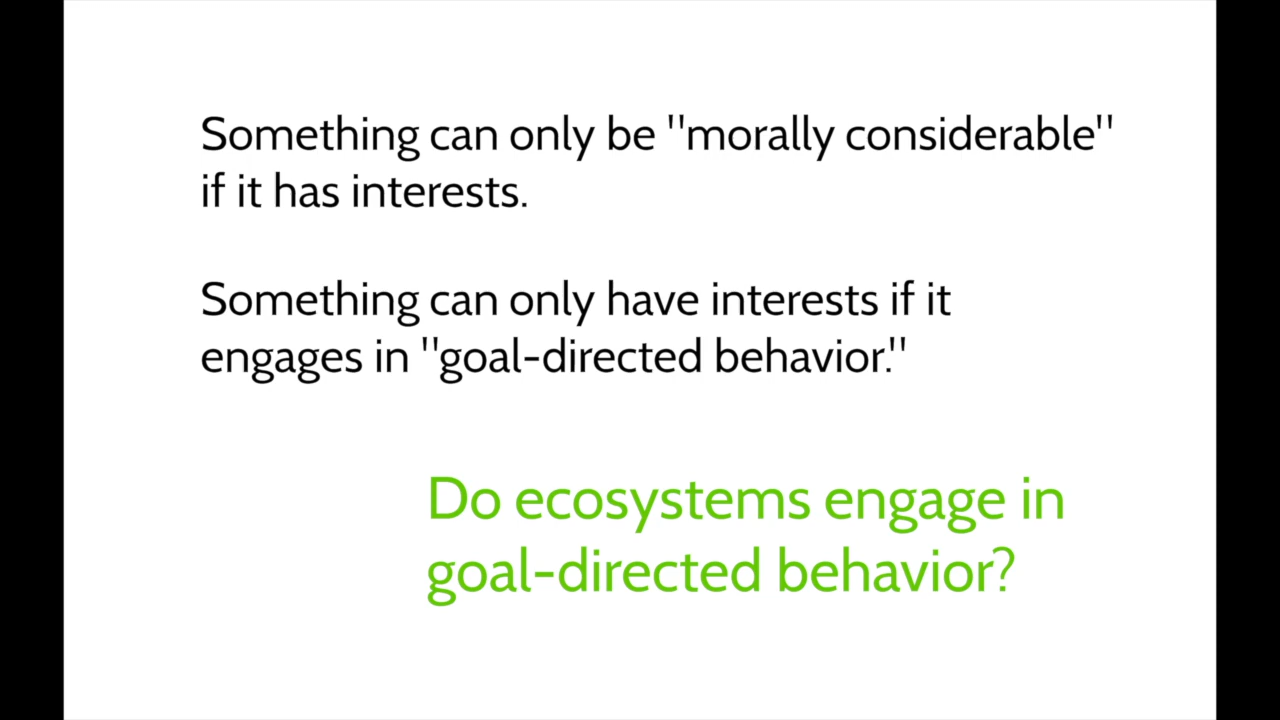 Something can only be "morally considerable"
if it has interests.
Something can only have interests if it
engages in "goal-directed behavior."
Do ecosystems engage in
goal-directed behavior?